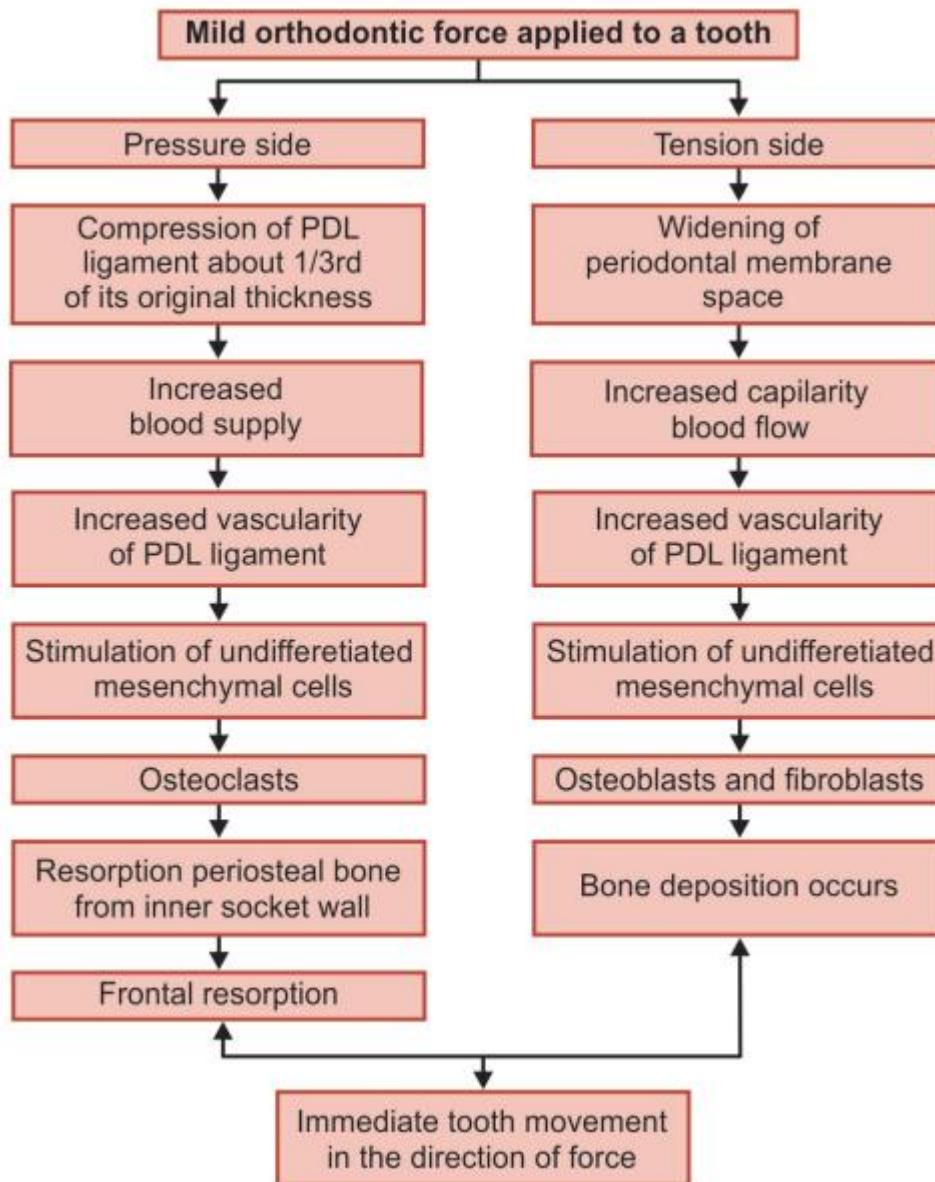 Mild orthodontic force applied to a tooth
Pressure side
Compression of PDL
ligament about 1/3rd
of its original thickness
Increased
blood supply
Increased vascularity
of PDL ligament
Stimulation of undifferetiated
mesenchymal cells
Osteoclasts
Resorption periosteal bone
from inner socket wall
Frontal resorption
Tension side
Widening of
periodontal membrane
space
Increased capilarity
blood flow
Increased vascularity
of PDL ligament
Stimulation of undifferetiated
mesenchymal cells
Osteoblasts and fibroblasts
Bone deposition occurs
Immediate tooth movement
in the direction of force